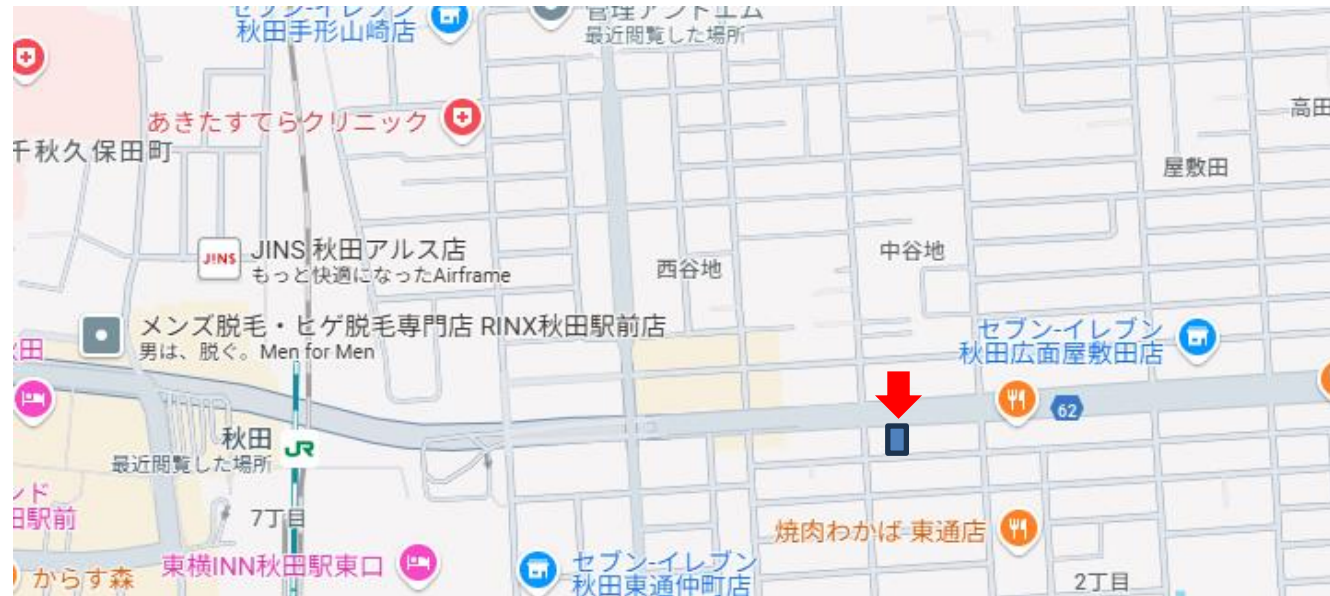 セブン-イレブン
秋田手形山崎店
管理アンドエム
最近閲覧した場所
あきたすてらクリニック
千秋久保田町
高田
屋敷田
中谷地
西谷地
JINS
JINS 秋田アルス店
もっと快適になったAirframe
メンズ脱毛・ヒゲ脱毛専門店 RINX秋田駅前店
男は、脱ぐ。Men for Men
セブン-イレブン
秋田広面屋敷田店
田
62
秋田
最近閲覧した場所
JR
ンド
田駅前
7丁目
焼肉わかば 東通店
東横INN秋田駅東口
からす森
セブン-イレブン
秋田東通仲町店
2丁目